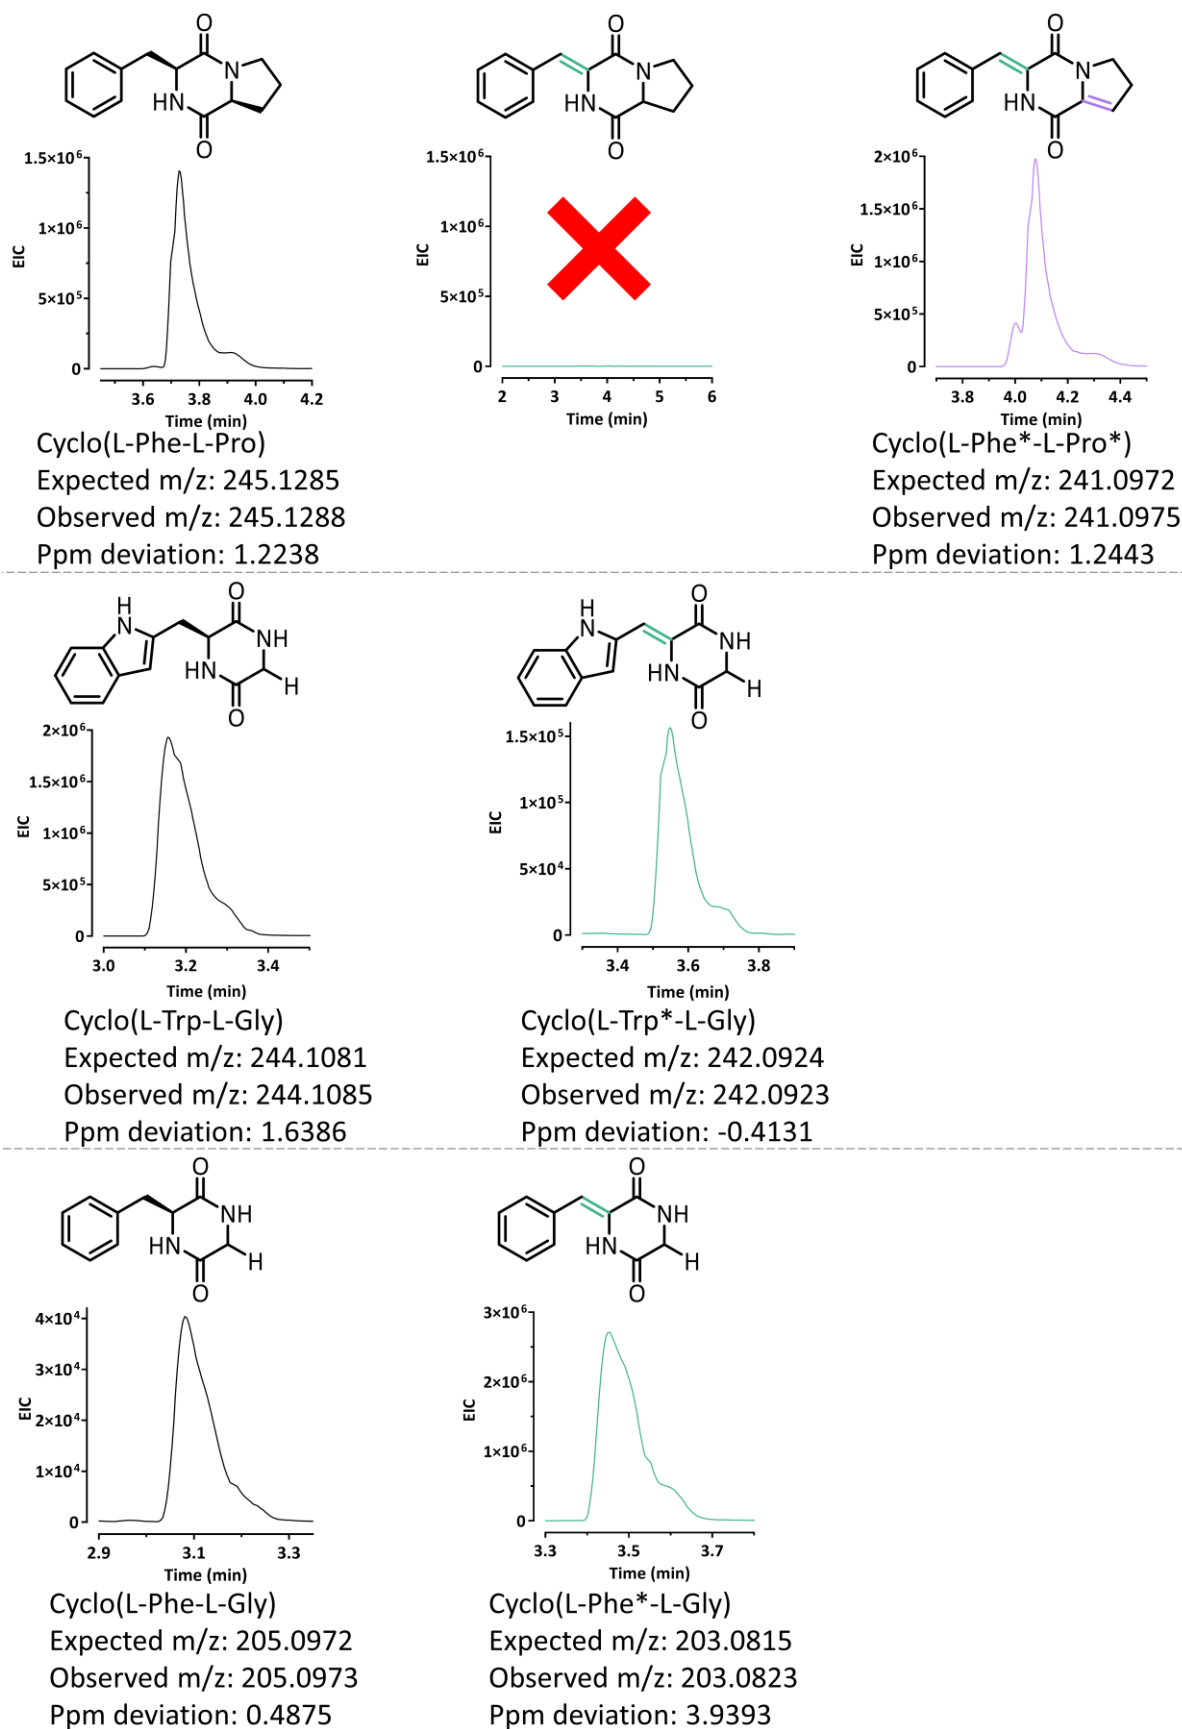 O
N
HN
O
O
N
HN
O
O
N
HN
O
1.5×10⁶
1×10⁶
5×10⁵
0
EIC
3.6 3.8 4.0 4.2
Time (min)
1.5×10⁶
1×10⁶
5×10⁵
0
EIC
2 3 4 5 6
Time (min)
2×10⁶
1.5×10⁶
1×10⁶
5×10⁵
0
EIC
3.8 4.0 4.2 4.4
Time (min)
Cyclo(L-Phe-L-Pro)
Expected m/z: 245.1285
Observed m/z: 245.1288
Ppm deviation: 1.2238
Cyclo(L-Phe*-L-Pro*)
Expected m/z: 241.0972
Observed m/z: 241.0975
Ppm deviation: 1.2443
H
N
O
NH
HN
H
O
H
N
O
NH
HN
H
O
2×10⁶
1.5×10⁶
1×10⁶
5×10⁵
0
EIC
3.0 3.2 3.4
Time (min)
1.5×10⁵
1×10⁵
5×10⁴
0
EIC
3.4 3.6 3.8
Time (min)
Cyclo(L-Trp-L-Gly)
Expected m/z: 244.1081
Observed m/z: 244.1085
Ppm deviation: 1.6386
Cyclo(L-Trp*-L-Gly)
Expected m/z: 242.0924
Observed m/z: 242.0923
Ppm deviation: -0.4131
O
NH
HN
H
O
O
NH
HN
H
O
4×10⁴
3×10⁴
2×10⁴
1×10⁴
0
EIC
2.9 3.1 3.3
Time (min)
3×10⁶
2×10⁶
1×10⁶
0
EIC
3.3 3.5 3.7
Time (min)
Cyclo(L-Phe-L-Gly)
Expected m/z: 205.0972
Observed m/z: 205.0973
Ppm deviation: 0.4875
Cyclo(L-Phe*-L-Gly)
Expected m/z: 203.0815
Observed m/z: 203.0823
Ppm deviation: 3.9393